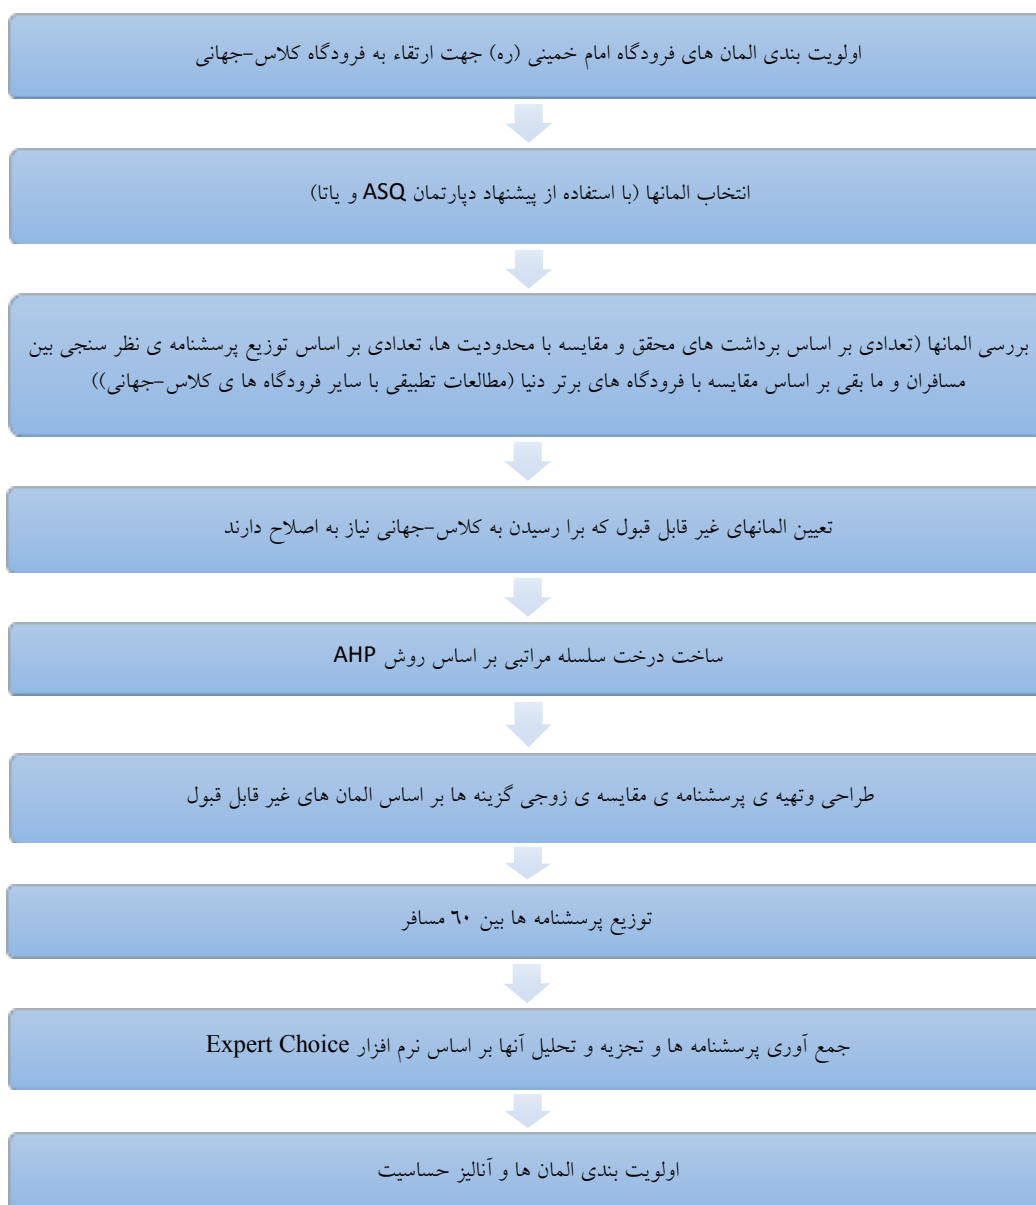 اولویت بندی المان های فرودگاه امام خمینی (ره) جهت ارتقاء به فرودگاه کلاس-جهانی
انتخاب المانها (با استفاده از پیشنهاد دپارتمان ASQ و یاتا)
بررسی المانها (تعدادی بر اساس برداشت های محقق و مقایسه با محدودیت ها، تعدادی بر اساس توزیع پرسشنامه ی نظر سنجی بین
مسافران و ما بقی بر اساس مقایسه با فرودگاه های برتر دنیا (مطالعات تطبیقی با سایر فرودگاه ها ی کلاس-جهانی))
تعیین المانهای غیر قابل قبول که برا رسیدن به کلاس-جهانی نیاز به اصلاح دارند
ساخت درخت سلسله مراتبی بر اساس روش AHP
طراحی وتهیه ی پرسشنامه ی مقایسه ی زوجی گزینه ها بر اساس المان های غیر قابل قبول
توزیع پرسشنامه ها بین ٦٠ مسافر
جمع آوری پرسشنامه ها و تجزیه و تحلیل آنها بر اساس نرم افزار Expert Choice
اولویت بندی المان ها و آنالیز حساسیت